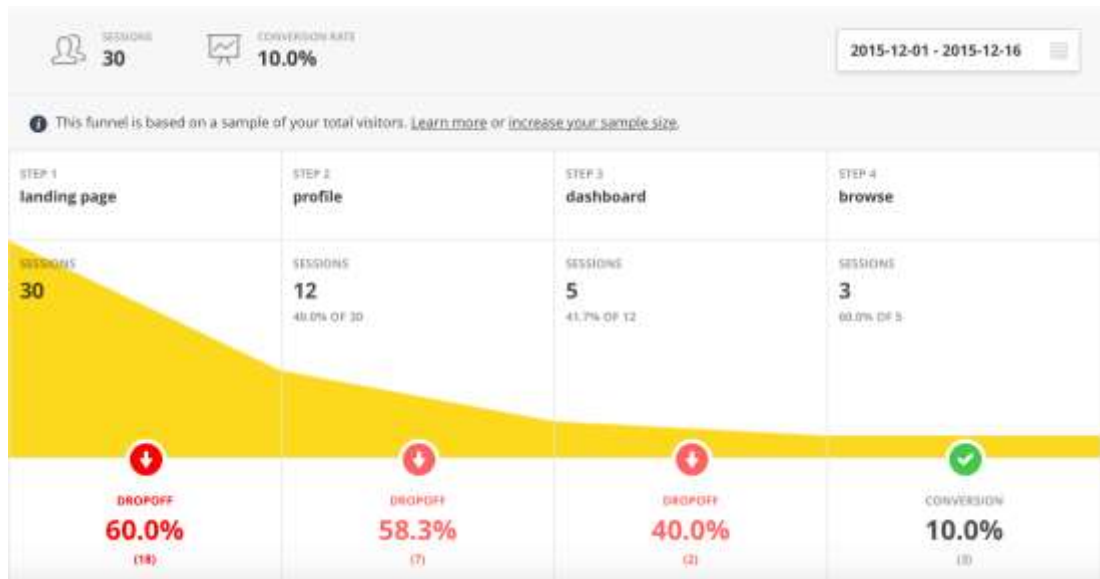 SESSIONS
30
CONVERSION RATE
10.0%
2015-12-01 - 2015-12-16
This funnel is based on a sample of your total visitors. Learn more or increase your sample size.
STEP 1
landing page
STEP 2
profile
STEP 3
dashboard
STEP 4
browse
SESSIONS
30
SESSIONS
12
40.0% OF 30
SESSIONS
5
41.7% OF 12
SESSIONS
3
60.0% OF 5
DROPOFF
60.0%
(18)
DROPOFF
58.3%
(7)
DROPOFF
40.0%
(2)
CONVERSION
10.0%
(3)